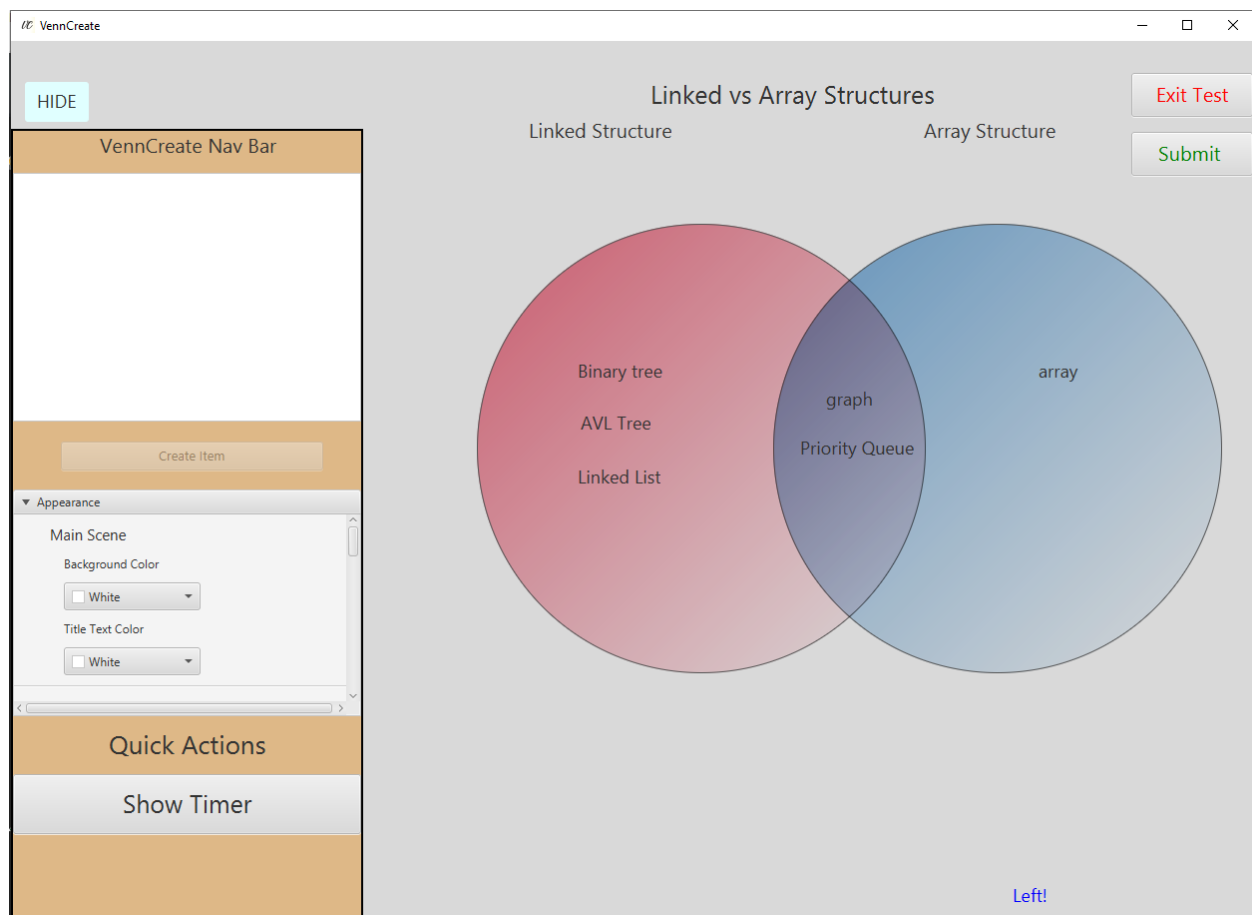 VC VennCreate
HIDE
Linked vs Array Structures
Linked Structure
Array Structure
Exit Test
Submit
VennCreate Nav Bar
Binary tree
AVL Tree
Linked List
graph
Priority Queue
array
Create Item
Appearance
Main Scene
Background Color
White
Title Text Color
White
Quick Actions
Show Timer
Left!